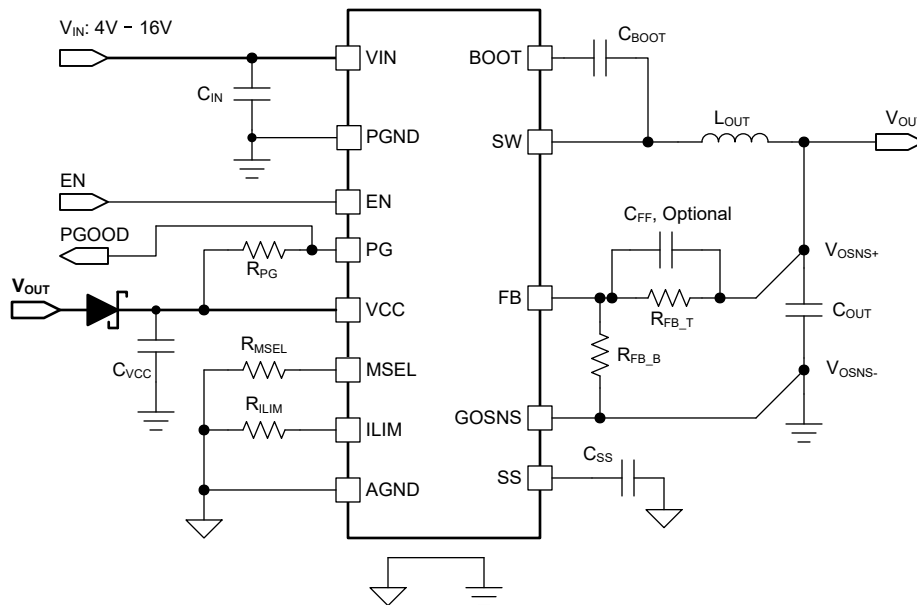 VIN: 4V – 16V
CIN
VIN
PGND
EN
EN
PGOOD
PG
RPG
VOUT
VCC
CVCC
RMSEL
MSEL
RILIM
ILIM
AGND
BOOT
CBOOT
SW
LOUT
VOUT
CFF, Optional
FB
RFB_T
RFB_B
VOSNS+
COUT
VOSNS-
GOSNS
CSS
SS